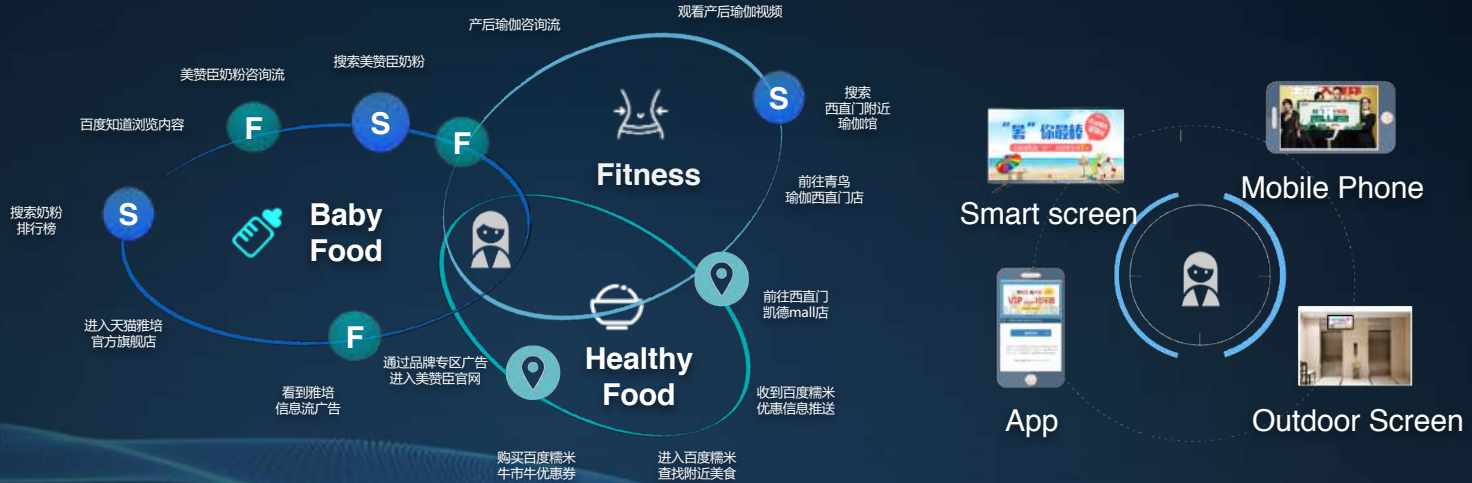 产后瑜伽咨询流
观看产后瑜伽视频
搜索美赞臣奶粉
美赞臣奶粉咨询流
百度知道浏览内容
搜索奶粉
排行榜
进入天猫雅培
官方旗舰店
看到雅培
信息流广告
通过品牌专区广告
进入美赞臣官网
F
S
F
S
F
Baby
Food
Fitness
S
搜索
西直门附近
瑜伽馆
前往青鸟
瑜伽西直门店
前往西直门
凯德mall店
Healthy
Food
收到百度糯米
优惠信息推送
进入百度糯米
查找附近美食
购买百度糯米
牛市牛优惠券
"暑"你最棒
Smart screen
Mobile Phone
VIP
App
Outdoor Screen